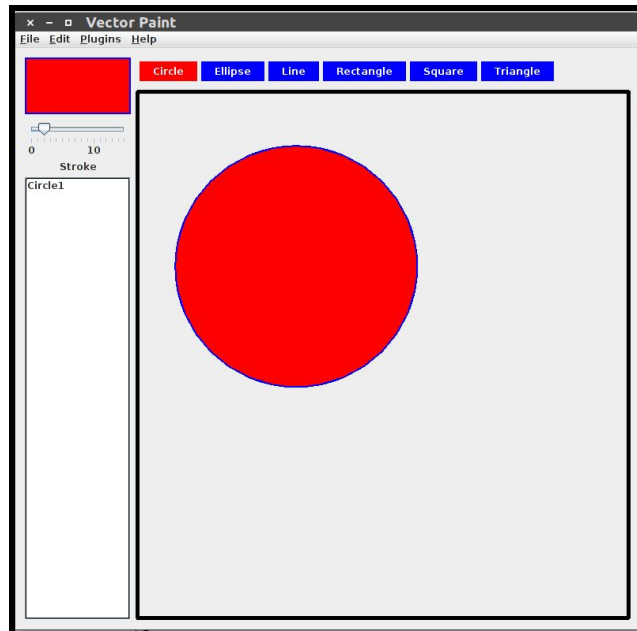 Vector Paint
File Edit Plugins Help
Circle Ellipse Line Rectangle Square Triangle
0 10
Stroke
Circle1